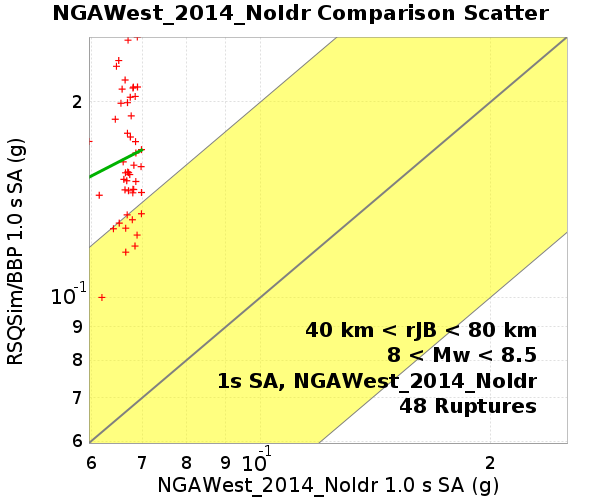 NGAWest_2014_NoIdr Comparison Scatter
RSQSim/BBP 1.0 s SA (g)
2
10-1
9
8
7
6
40 km < rJB < 80 km
8 < Mw < 8.5
1s SA, NGAWest_2014_NoIdr
48 Ruptures
6 7 8 9 10-1 2
NGAWest_2014_NoIdr 1.0 s SA (g)